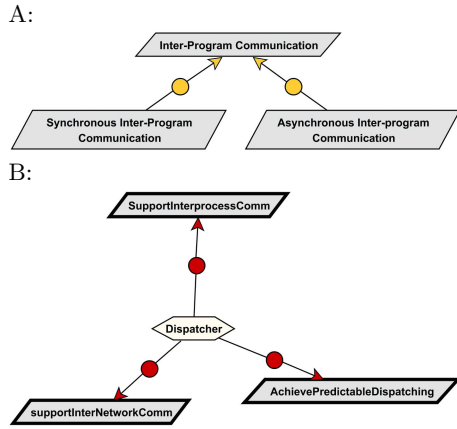 A:
Inter-Program Communication
Synchronous Inter-Program
Communication
Asynchronous Inter-program
Communication
B:
SupportInterprocessComm
Dispatcher
supportInterNetworkComm
AchievePredictableDispatching